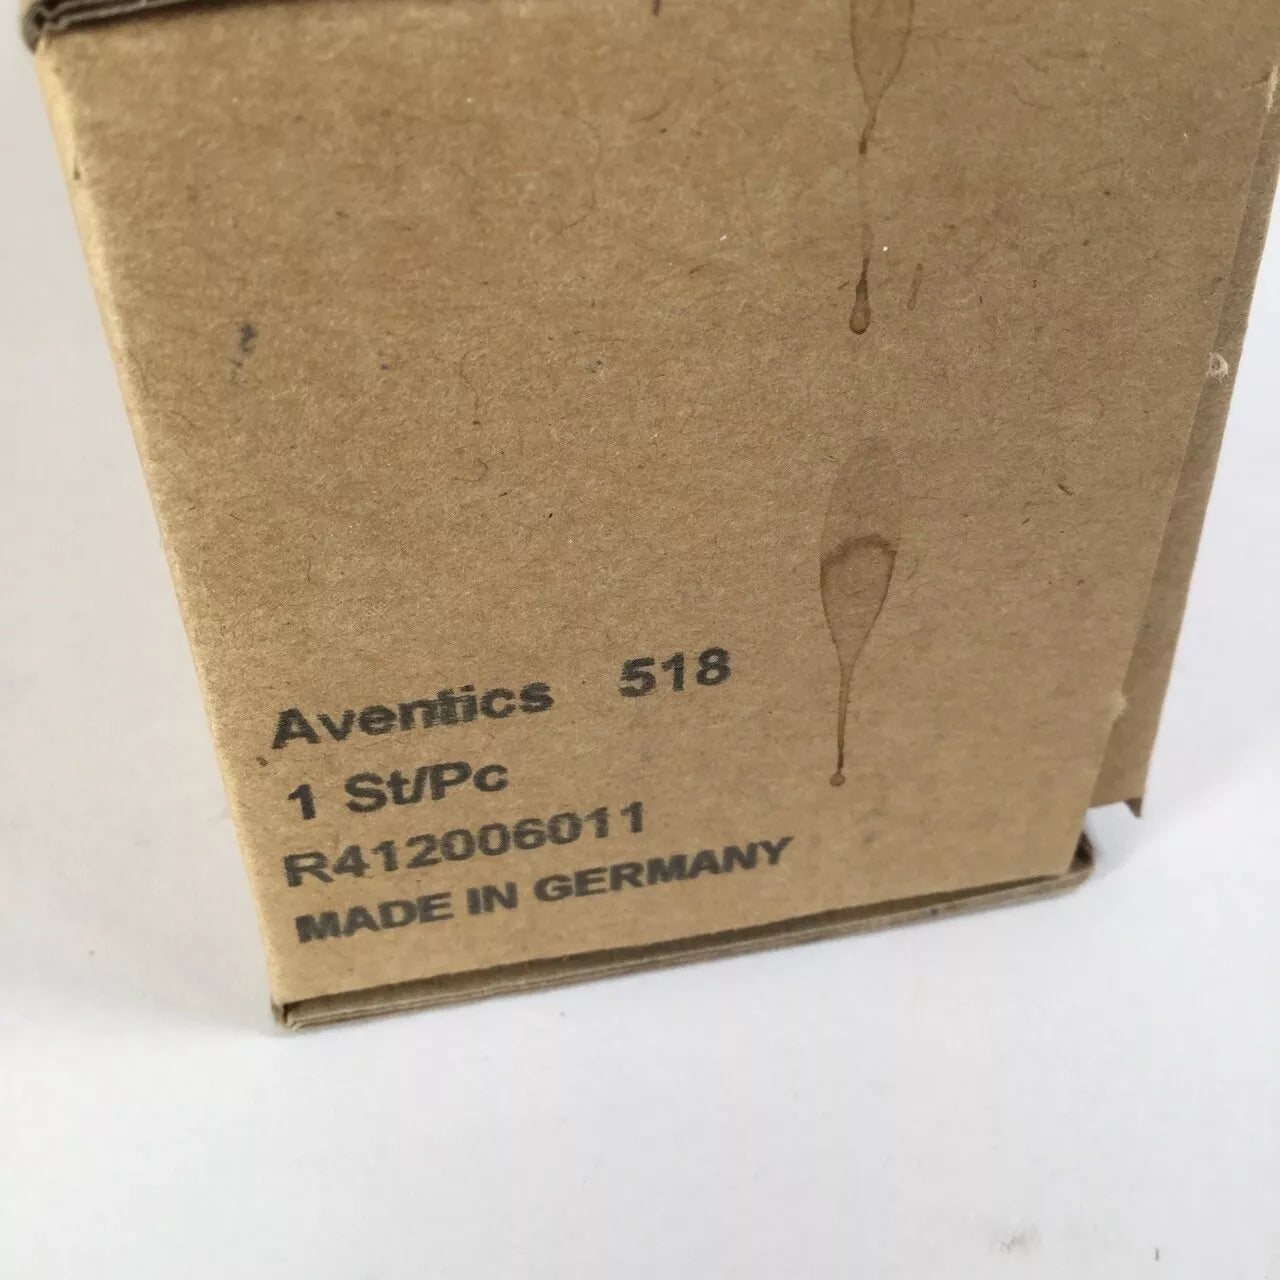 Aventics 518
1 St/Pc
R412006011
MADE IN GERMANY